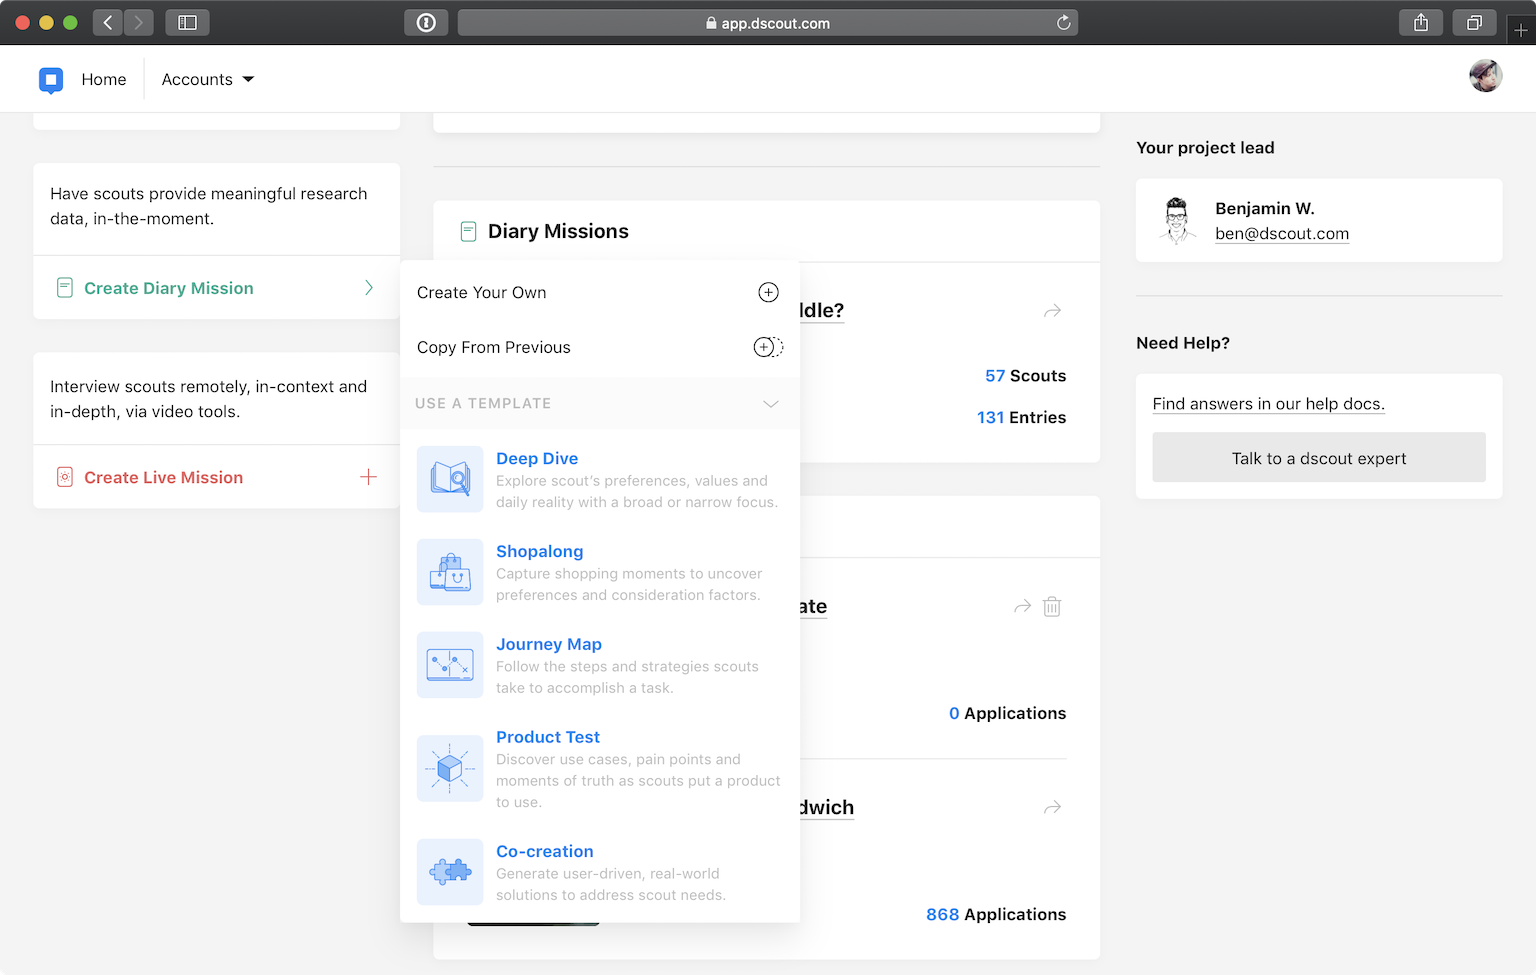 app.dscout.com
Home
Accounts
Have scouts provide meaningful research
data, in-the-moment.
Create Diary Mission
Interview scouts remotely, in-context and
in-depth, via video tools.
Create Live Mission
Diary Missions
Create Your Own
Copy From Previous
USE A TEMPLATE
Deep Dive
Explore scout's preferences, values and
daily reality with a broad or narrow focus.
Shopalong
Capture shopping moments to uncover
preferences and consideration factors.
Journey Map
Follow the steps and strategies scouts
take to accomplish a task.
Product Test
Discover use cases, pain points and
moments of truth as scouts put a product
to use.
Co-creation
Generate user-driven, real-world
solutions to address scout needs.
ddle?
57 Scouts
131 Entries
ate
0 Applications
dwich
868 Applications
Your project lead
Benjamin W.
ben@dscout.com
Need Help?
Find answers in our help docs.
Talk to a dscout expert